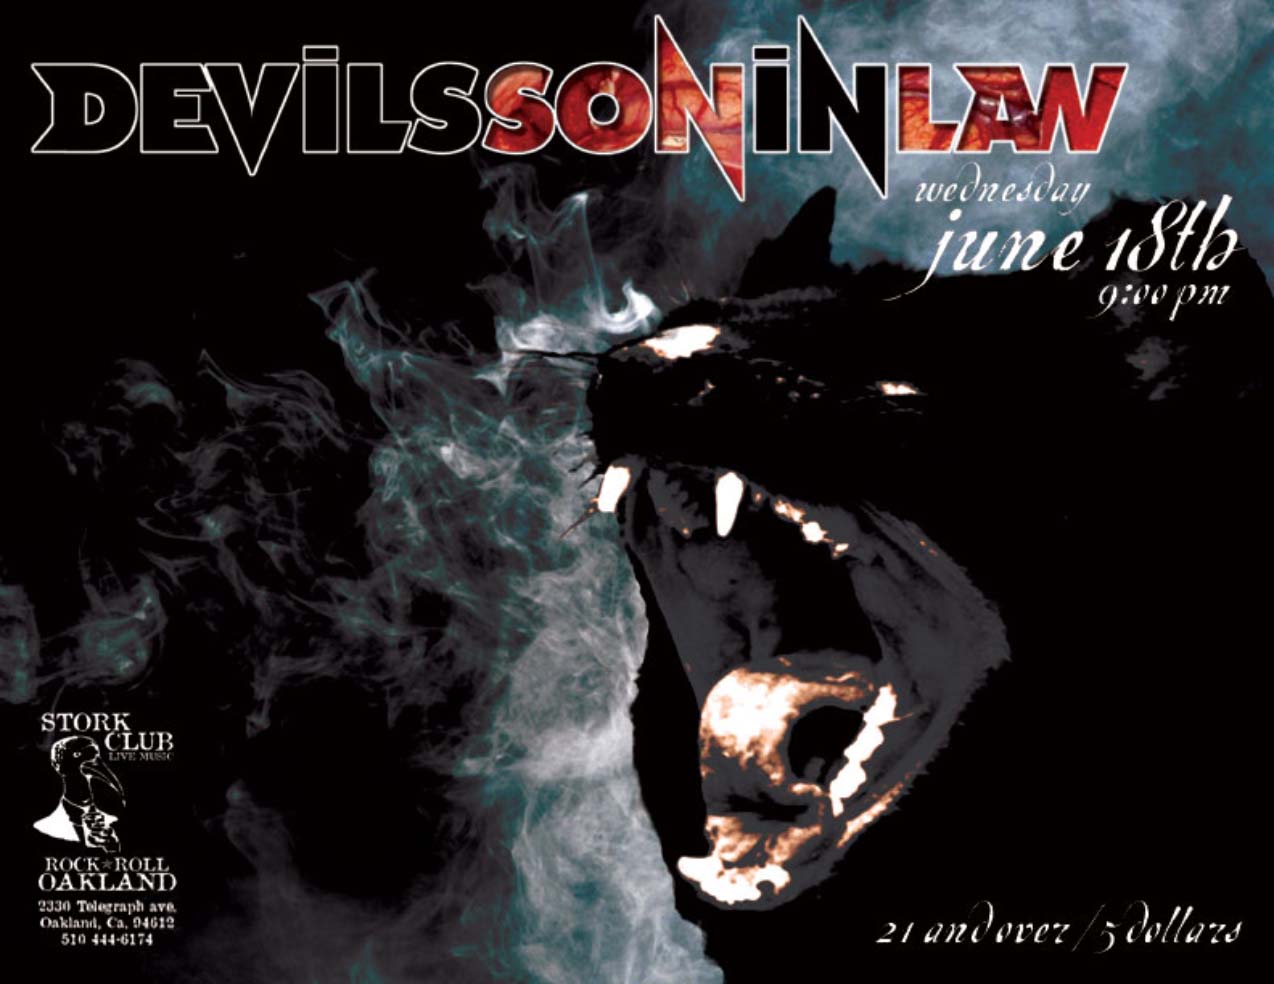 DEVILSSONINLAW
wednesday
june 18th
9:00 pm
STORK
CLUB
LIVE MUSIC
ROCK★ROLL
OAKLAND
2330 Telegraph ave.
Oakland, Ca, 94612
510 444-6174
21 and over / 5 dollars